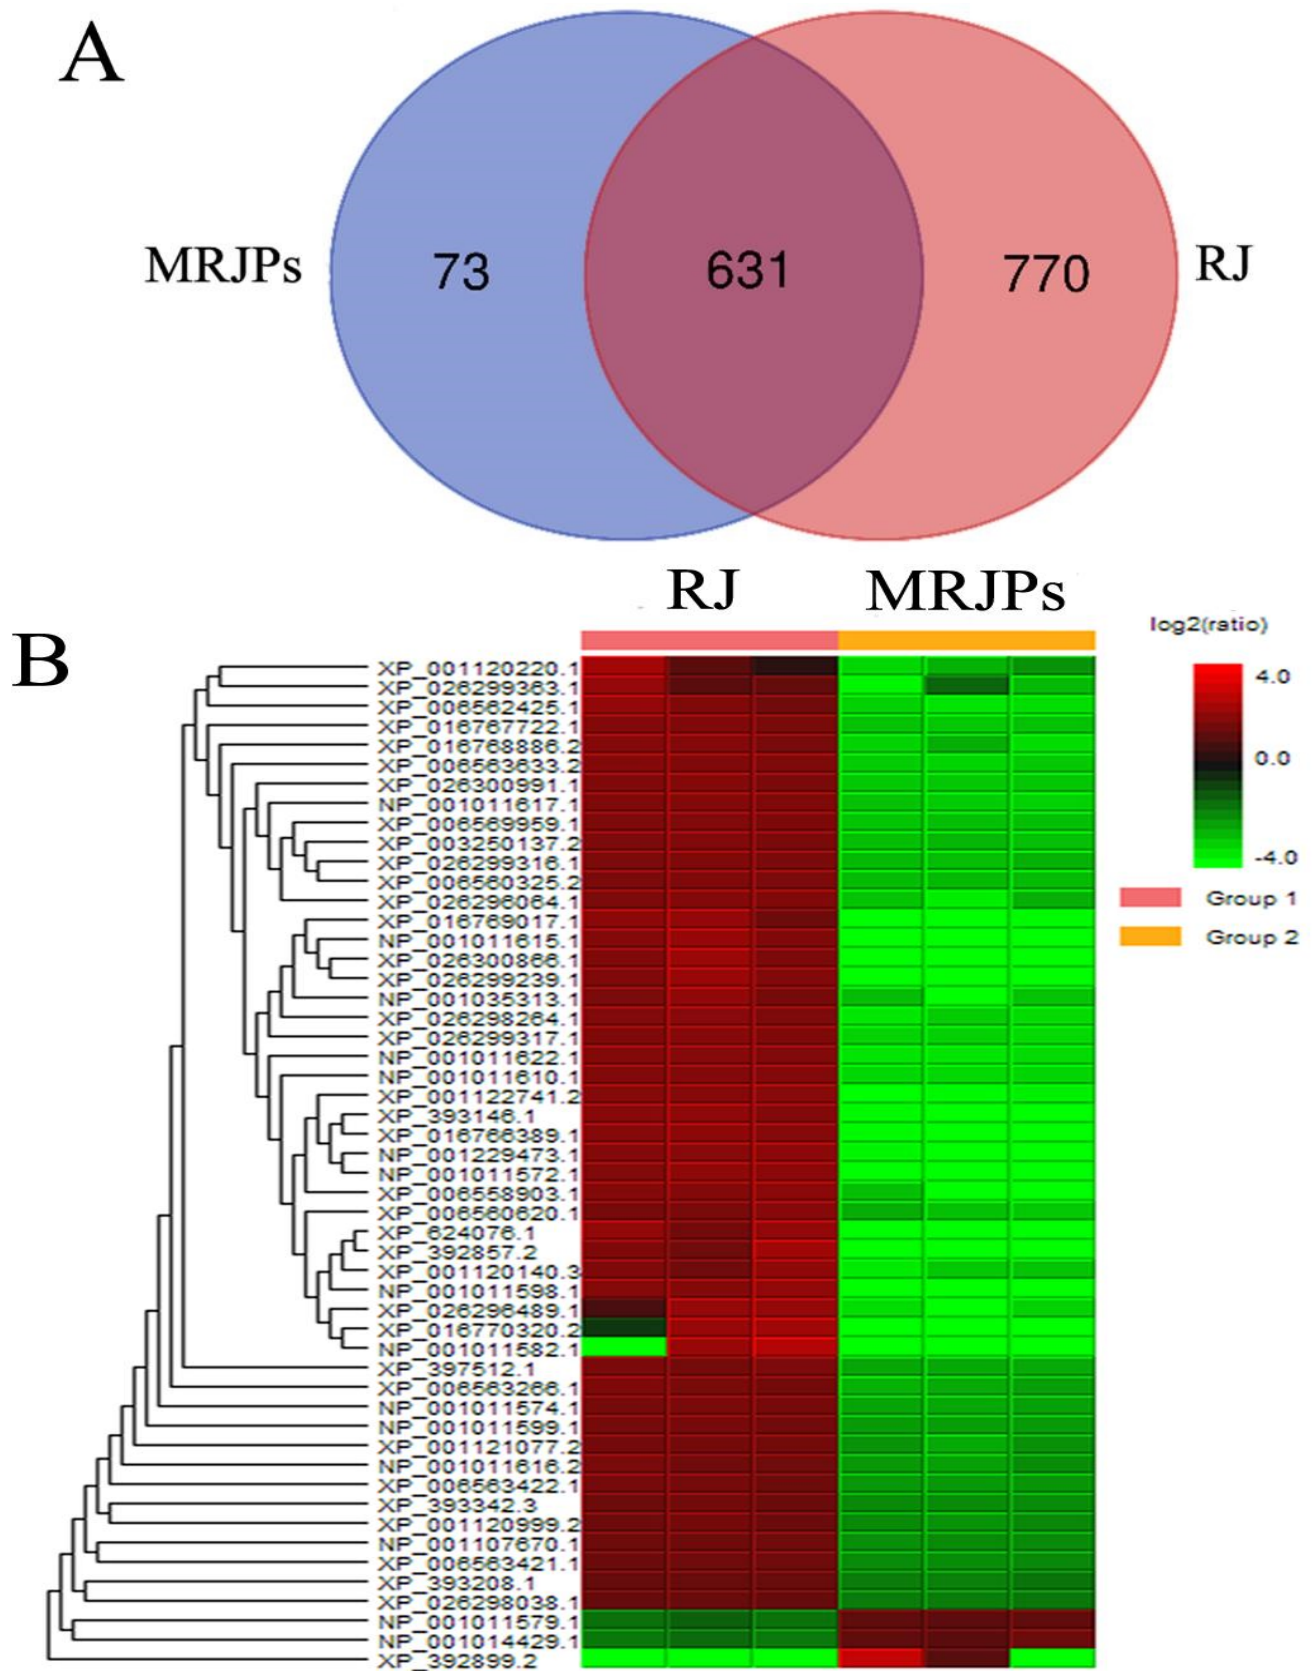 A
MRJPs
73
631
770
RJ
RJ
MRJPs
B
log2(ratio)
4.0
0.0
-4.0
Group 1
Group 2
XP_001120220.1
XP_026299363.1
XP_006562425.1
XP_016767722.1
XP_016768886.2
XP_006563633.2
XP_026300991.1
NP_001011617.1
XP_006569959.1
XP_003250137.2
XP_026299316.1
XP_006560325.2
XP_026296064.1
XP_016769017.1
NP_001011615.1
XP_026300866.1
XP_026299239.1
NP_001035313.1
XP_026298264.1
XP_026299317.1
NP_001011622.1
NP_001011610.1
XP_001122741.2
XP_393146.1
XP_016766389.1
NP_001229473.1
NP_001011572.1
XP_006558903.1
XP_006560620.1
XP_624076.1
XP_392857.2
XP_001120140.3
NP_001011598.1
XP_026296489.1
XP_016770320.2
NP_001011582.1
XP_397512.1
XP_006563266.1
NP_001011574.1
NP_001011599.1
XP_001121077.2
NP_001011616.2
XP_006563422.1
XP_393342.3
XP_001120999.2
NP_001107670.1
XP_006563421.1
XP_393208.1
XP_026298038.1
NP_001011579.1
NP_001014429.1
XP_392899.2